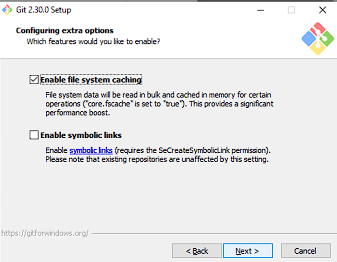 Git 2.30.0 Setup
Configuring extra options
Which features would you like to enable?
Enable file system caching
File system data will be read in bulk and cached in memory for certain
operations ("core.fscache" is set to "true"). This provides a significant
performance boost.
Enable symbolic links
Enable symbolic links (requires the SeCreateSymbolicLink permission).
Please note that existing repositories are unaffected by this setting.
https://gitforwindows.org/
< Back
Next >
Cancel